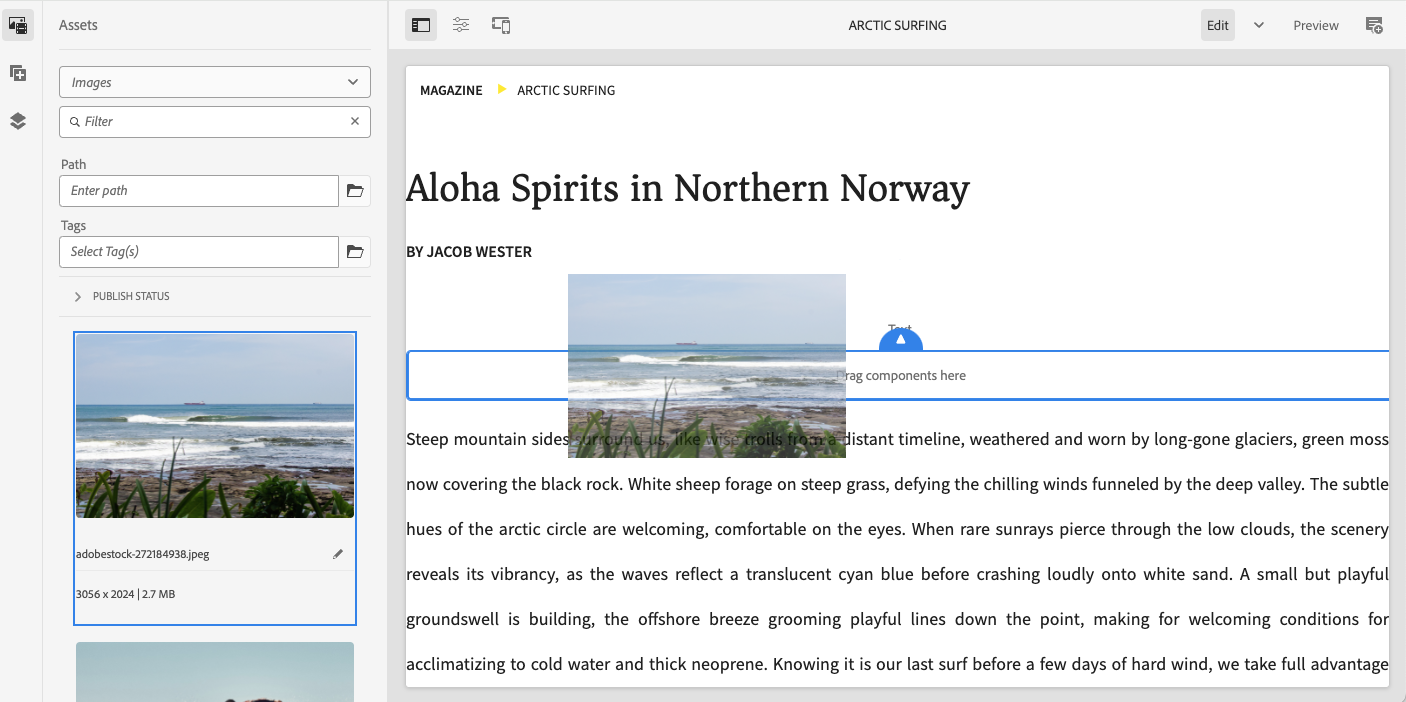 Assets
ARCTIC SURFING
Edit
Preview
Images
Filter
Path
Enter path
Tags
Select Tag(s)
PUBLISH STATUS
adobestock-272184938.jpeg
3056 x 2024 | 2.7 MB
MAGAZINE ARCTIC SURFING
Aloha Spirits in Northern Norway
BY JACOB WESTER
Text
Drag components here
Steep mountain sides surround us, like wise trolls from a distant timeline, weathered and worn by long-gone glaciers, green moss
now covering the black rock. White sheep forage on steep grass, defying the chilling winds funneled by the deep valley. The subtle
hues of the arctic circle are welcoming, comfortable on the eyes. When rare sunrays pierce through the low clouds, the scenery
reveals its vibrancy, as the waves reflect a translucent cyan blue before crashing loudly onto white sand. A small but playful
groundswell is building, the offshore breeze grooming playful lines down the point, making for welcoming conditions for
acclimatizing to cold water and thick neoprene. Knowing it is our last surf before a few days of hard wind, we take full advantage